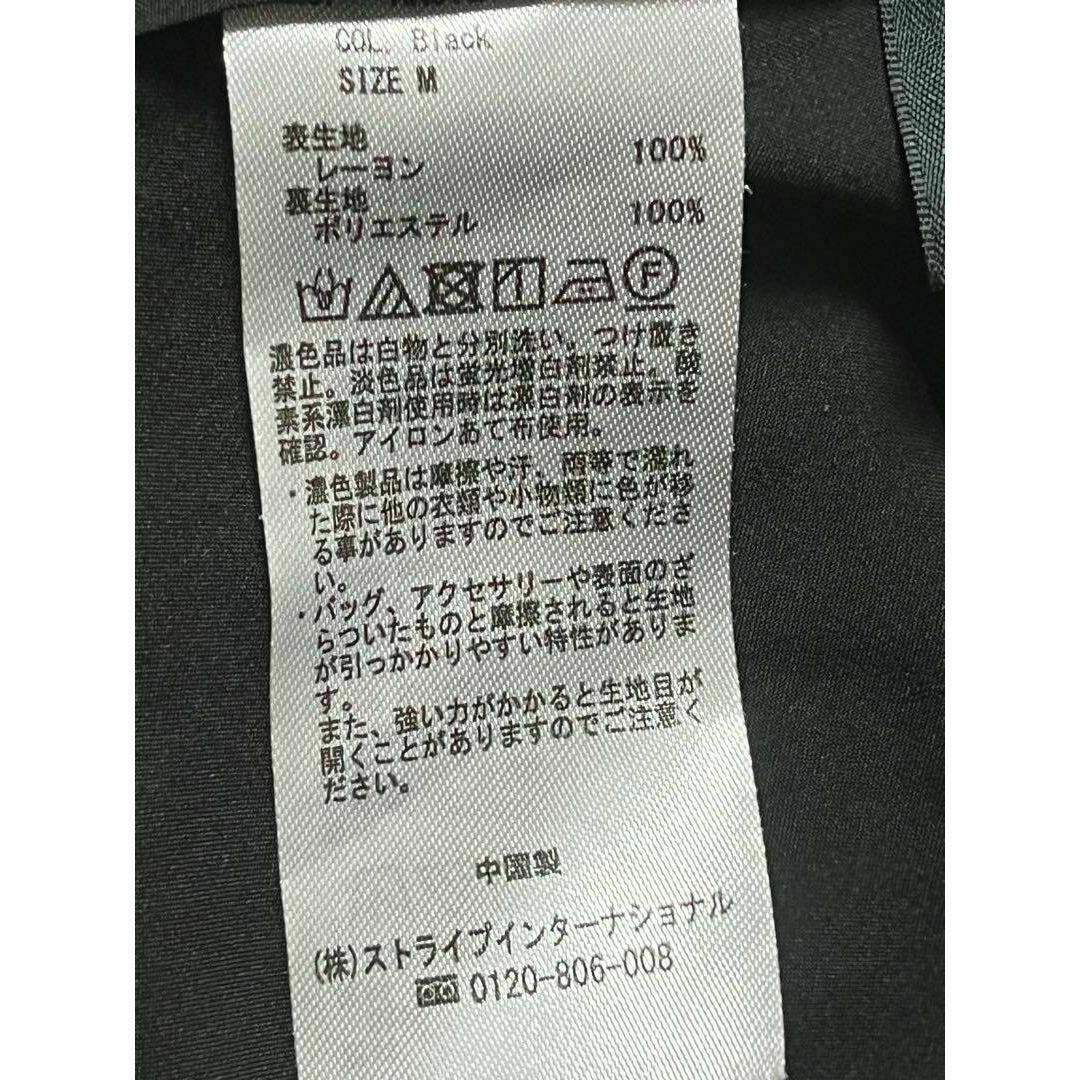 COL. Black
SIZE M
表生地
レーヨン 100%
裏生地
ポリエステル 100%
F
濃色品は白物と分別洗い。つけ置き
禁止。淡色品は蛍光増白剤禁止。酸
素系漂白剤使用時は漂白剤の表示を
確認。アイロンあて布使用。
・濃色製品は摩擦や汗、雨等で濡れ
た際に他の衣類や小物類に色が移
る事がありますのでご注意くださ
い。
・バッグ、アクセサリーや表面のざ
らついたものと摩擦されると生地
が引っかかりやすい特性がありま
す。
また、強い力がかかると生地目が
開くことがありますのでご注意く
ださい。
中国製
(株)ストライプインターナショナル
0120-806-008